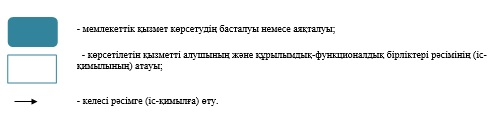 - мемлекеттік қызмет көрсетудің басталуы немесе аяқталуы;
- көрсетілетін қызметті алушының және құрылымдық-функционалдық бірліктері рәсімінің (іс-
қимылының) атауы;
- келесі рәсімге (іс-қимылға) өту.